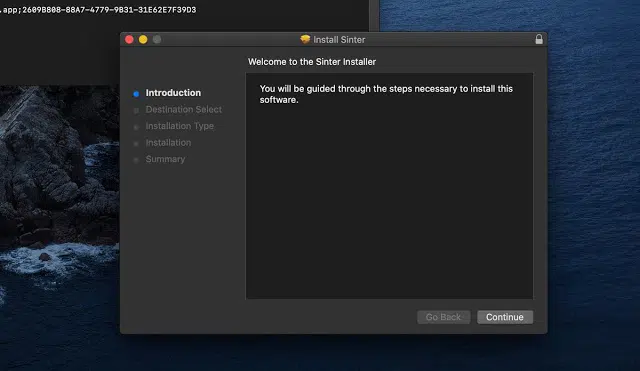 .app;2609B808-88A7-4779-9B31-31E62E7F39D3
Install Sinter
Welcome to the Sinter Installer
Introduction
Destination Select
Installation Type
Installation
Summary
You will be guided through the steps necessary to install this
software.
Go Back
Continue